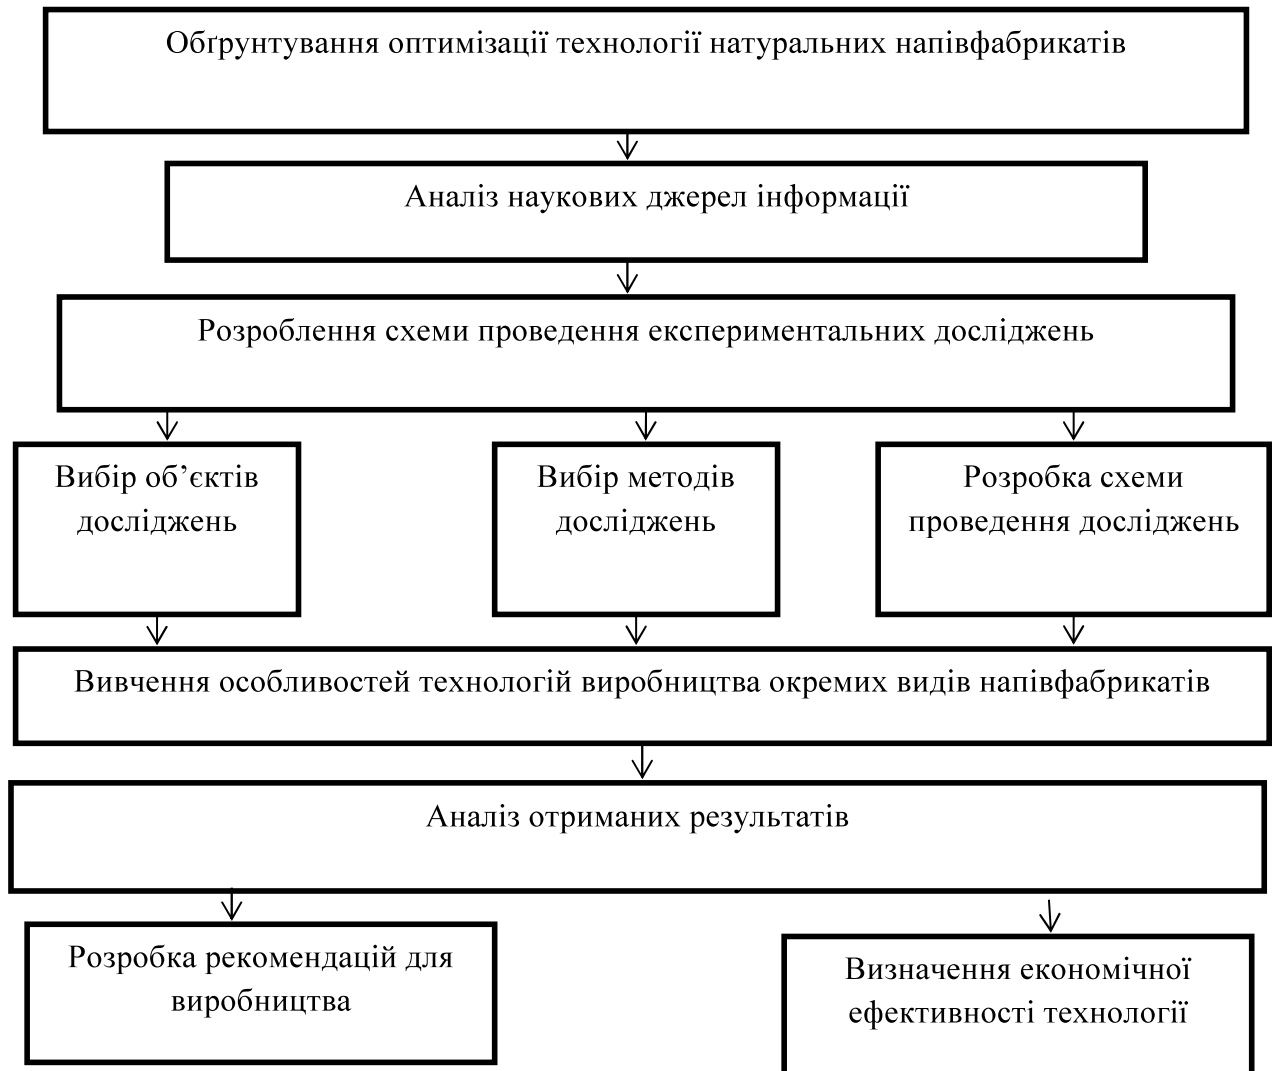 Обґрунтування оптимізації технології натуральних напівфабрикатів
Аналіз наукових джерел інформації
Розроблення схеми проведення експериментальних досліджень
Вибір об’єктів
досліджень
Вибір методів
досліджень
Розробка схеми
проведення досліджень
Вивчення особливостей технологій виробництва окремих видів напівфабрикатів
Аналіз отриманих результатів
Розробка рекомендацій для
виробництва
Визначення економічної
ефективності технології